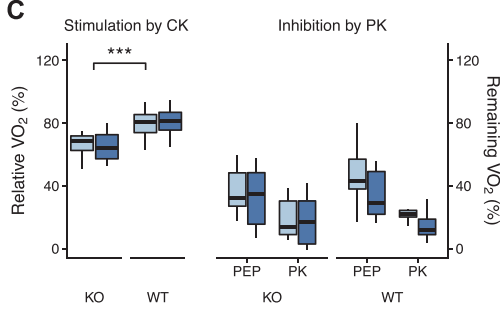 C
Stimulation by CK
Inhibition by PK
***
120
80
40
0
Relative VO₂ (%)
120
80
40
0
Remaining VO₂ (%)
PEP PK PEP PK
KO WT KO WT